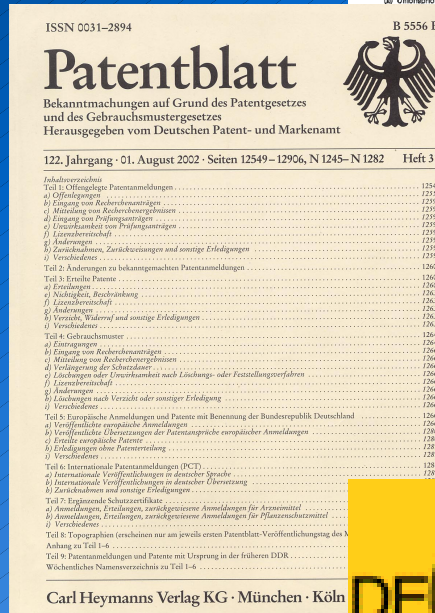 ISSN 0031–2894
B 5556 
Patentblatt
Bekanntmachungen auf Grund des Patentgesetzes
und des Gebrauchsmustergesetzes
Herausgegeben vom Deutschen Patent- und Markenamt
122. Jahrgang · 01. August 2002 · Seiten 12549–12906, N 1245–N 1282 Heft 3
Inhaltsverzeichnis
Teil 1: Offengelegte Patentanmeldungen
a) Offenlegungen
b) Eingang von Rechercheanträgen
c) Mitteilung von Recherchenergebnissen
d) Eingang von Prüfungsanträgen
e) Unwirksamkeit von Prüfungsanträgen
f) Lizenzbereitschaft
g) Änderungen
h) Zurücknahmen, Zurückweisungen und sonstige Erledigungen
i) Verschiedenes
Teil 2: Änderungen zu bekanntgemachten Patentanmeldungen
Teil 3: Erteilte Patente
a) Erteilungen
e) Nichtigkeit, Beschränkung
f) Lizenzbereitschaft
g) Änderungen
h) Verzicht, Widerruf und sonstige Erledigungen
i) Verschiedenes
Teil 4: Gebrauchsmuster
a) Eintragungen
b) Eingang von Rechercheanträgen
c) Mitteilung von Recherchenergebnissen
d) Verlängerung der Schutzdauer
e) Löschungen oder Unwirksamkeit nach Löschungs- oder Feststellungsverfahren
f) Lizenzbereitschaft
g) Änderungen
h) Löschungen nach Verzicht oder sonstiger Erledigung
i) Verschiedenes
Teil 5: Europäische Anmeldungen und Patente mit Benennung der Bundesrepublik Deutschland
a) Veröffentlichte europäische Anmeldungen
b) Veröffentlichte Übersetzungen der Patentansprüche europäischer Anmeldungen
c) Erteilte europäische Patente
h) Erledigungen ohne Patenterteilung
i) Verschiedenes
Teil 6: Internationale Patentanmeldungen (PCT)
a) Internationale Veröffentlichungen in deutscher Sprache
b) Internationale Veröffentlichungen in deutscher Übersetzung
h) Zurücknahmen und sonstige Erledigungen
Teil 7: Ergänzende Schutzzertifikate
a) Anmeldungen, Erteilungen, zurückgewiesene Anmeldungen für Arzneimittel
b) Anmeldungen, Erteilungen, zurückgewiesene Anmeldungen für Pflanzenschutzmittel
i) Verschiedenes
Teil 8: Topographien (erscheinen nur am jeweils ersten Patentblatt-Veröffentlichungstag des
Anhang zu Teil 1–6
Teil 9: Patentanmeldungen und Patente mit Ursprung in der früheren DDR
Wöchentliches Namensverzeichnis zu Teil 1–6
Carl Heymanns Verlag KG · München · Köln